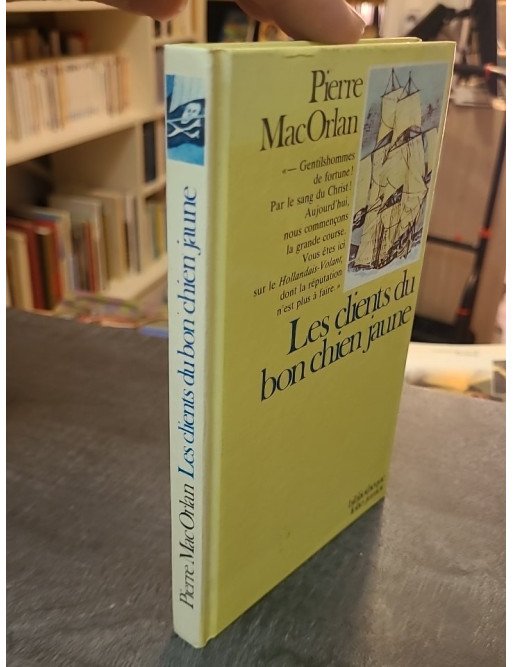 Pierre
MacOrlan
«— Gentilshommes
de fortune!
Par le sang du Christ!
Aujourd'hui,
nous commençons
la grande course.
Vous êtes ici
sur le Hollandais-Volant,
dont la réputation
n'est plus à faire »
Les clients du
bon chien jaune
Pierre MacOrlan Les clients du bon chien jaune